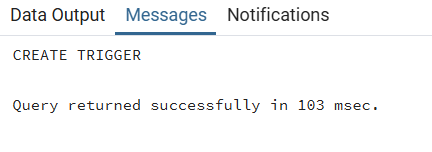 Data Output Messages Notifications
CREATE TRIGGER
Query returned successfully in 103 msec.